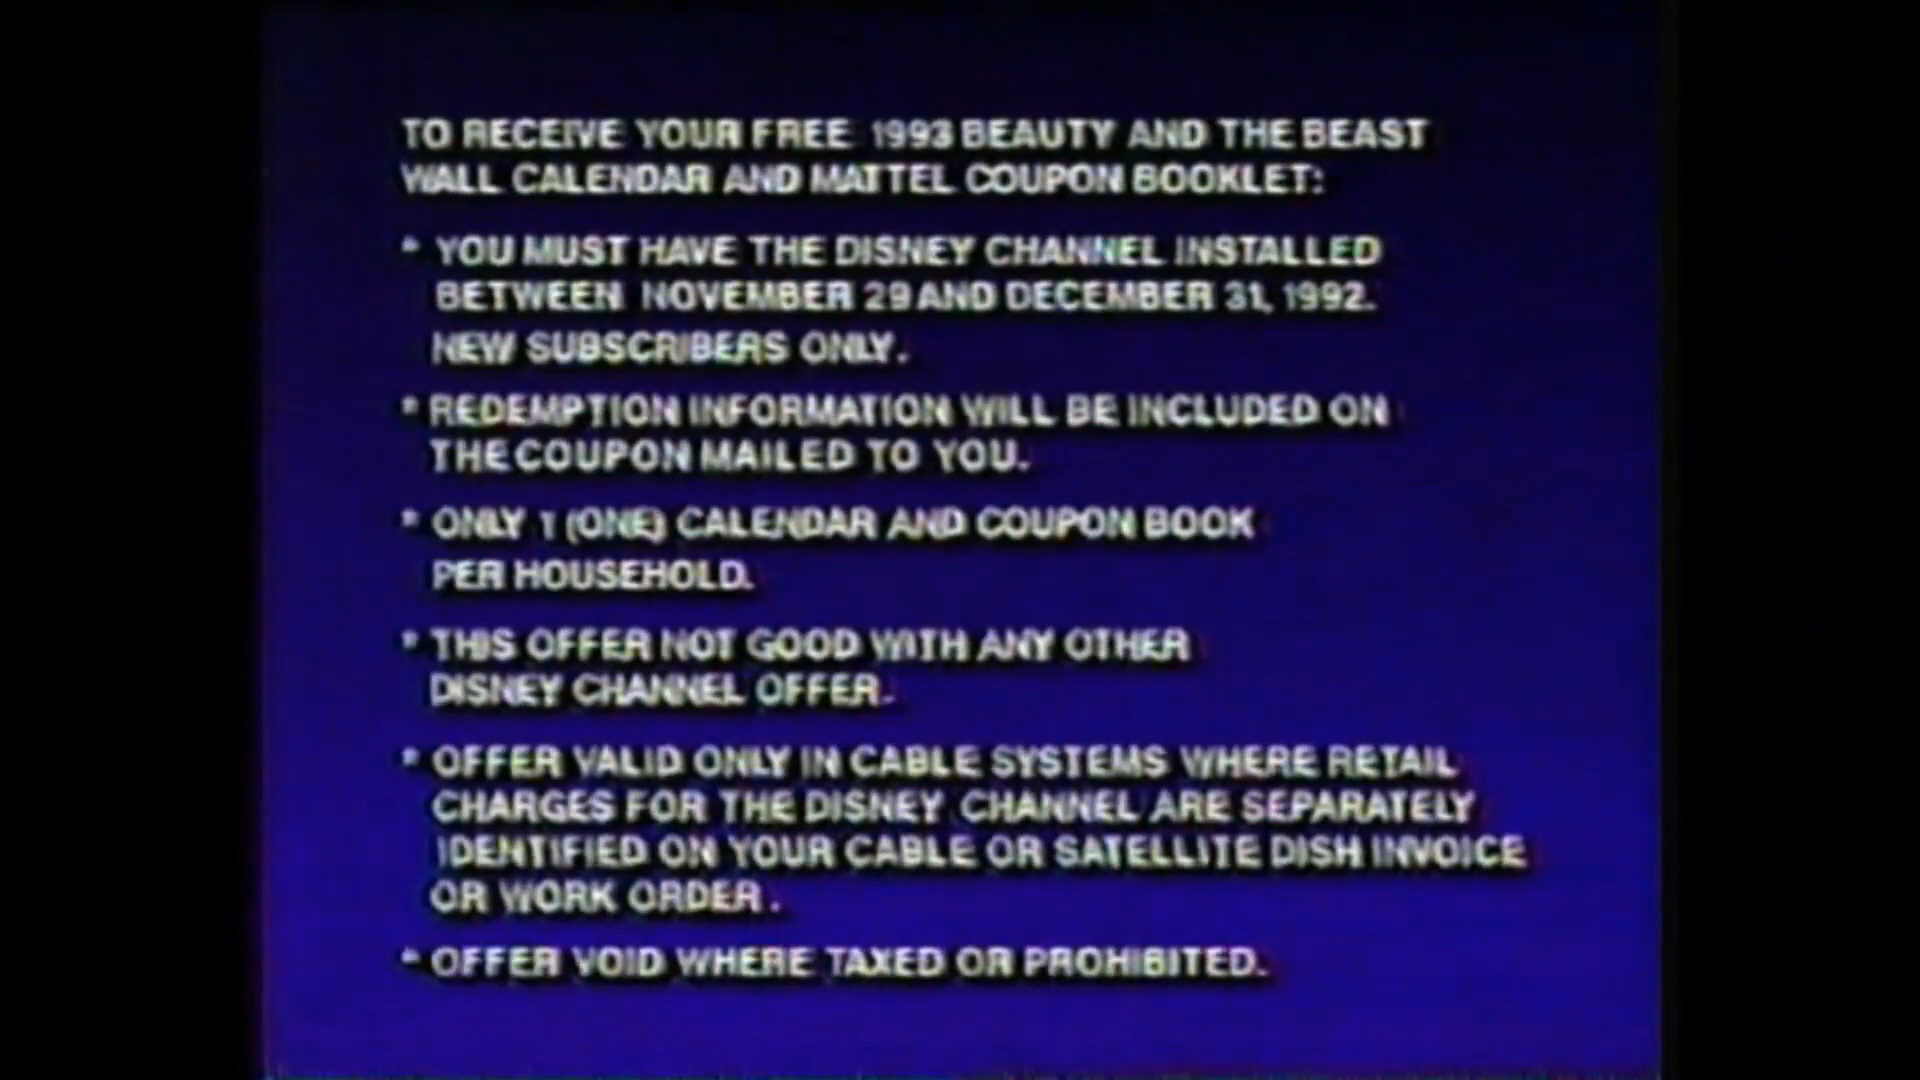 TO RECEIVE YOUR FREE 1993 BEAUTY AND THE BEAST
WALL CALENDAR AND MATTEL COUPON BOOKLET:
* YOU MUST HAVE THE DISNEY CHANNEL INSTALLED
BETWEEN NOVEMBER 29 AND DECEMBER 31, 1992.
NEW SUBSCRIBERS ONLY.
* REDEMPTION INFORMATION WILL BE INCLUDED ON
THE COUPON MAILED TO YOU.
* ONLY 1 (ONE) CALENDAR AND COUPON BOOK
PER HOUSEHOLD.
* THIS OFFER NOT GOOD WITH ANY OTHER
DISNEY CHANNEL OFFER.
* OFFER VALID ONLY IN CABLE SYSTEMS WHERE RETAIL
CHARGES FOR THE DISNEY CHANNEL ARE SEPARATELY
IDENTIFIED ON YOUR CABLE OR SATELLITE DISH INVOICE
OR WORK ORDER.
* OFFER VOID WHERE TAXED OR PROHIBITED.